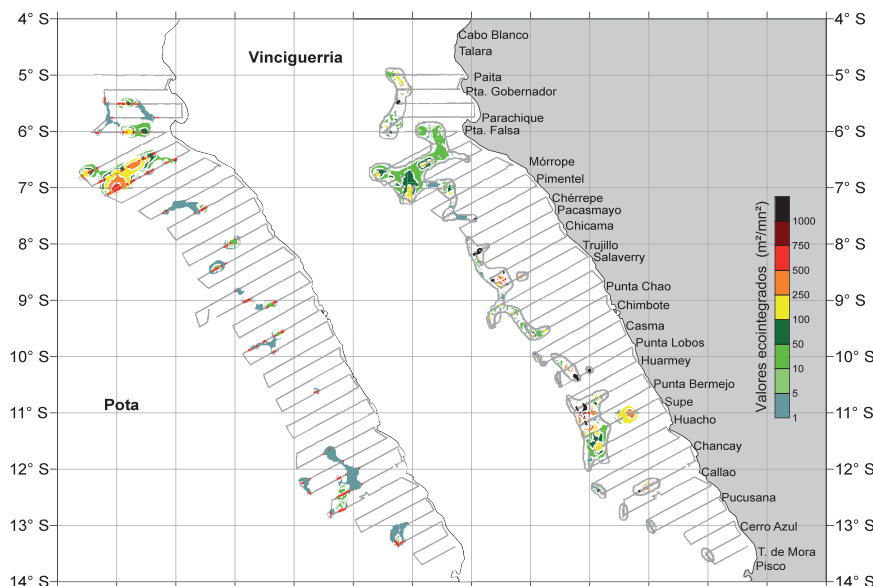 4° S
5° S
6° S
7° S
8° S
9° S
10° S
11° S
12° S
13° S
14° S
Vinciguerria
Pota
Cabo Blanco
Talara
Paita
Pta. Gobernador
Parachique
Pta. Falsa
Mórrope
Pimentel
Chérrepe
Pacasmayo
Chicama
Trujillo
Salaverry
Punta Chao
Chimbote
Casma
Punta Lobos
Huarmey
Punta Bermejo
Supe
Huacho
Chancay
Callao
Pucusana
Cerro Azul
T. de Mora
Pisco
Valores ecointegrados (m²/mn²)
1000
750
500
250
100
50
10
5
1
4° S
5° S
6° S
7° S
8° S
9° S
10° S
11° S
12° S
13° S
14° S